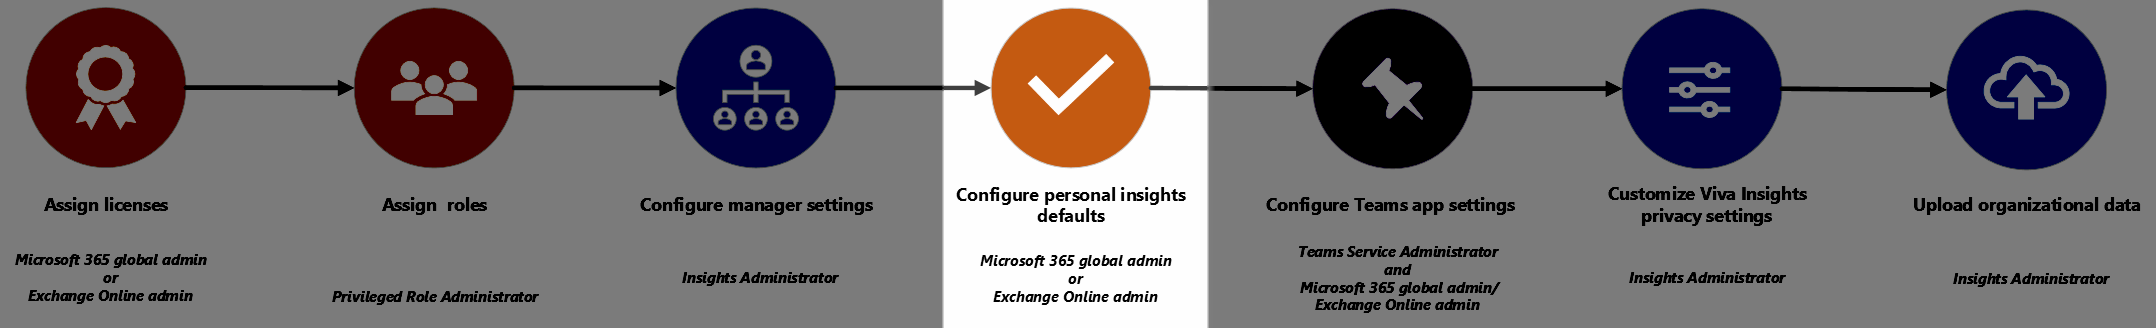 Assign licenses
Microsoft 365 global admin
or
Exchange Online admin
Assign  roles
Privileged Role Administrator
Configure manager settings
Insights Administrator
Configure personal insights
defaults
Microsoft 365 global admin
or
Exchange Online admin
Configure Teams app settings
Teams Service Administrator
and
Microsoft 365 global admin/
Exchange Online admin
Customize Viva Insights
privacy settings
Insights Administrator
Upload organizational data
Insights Administrator